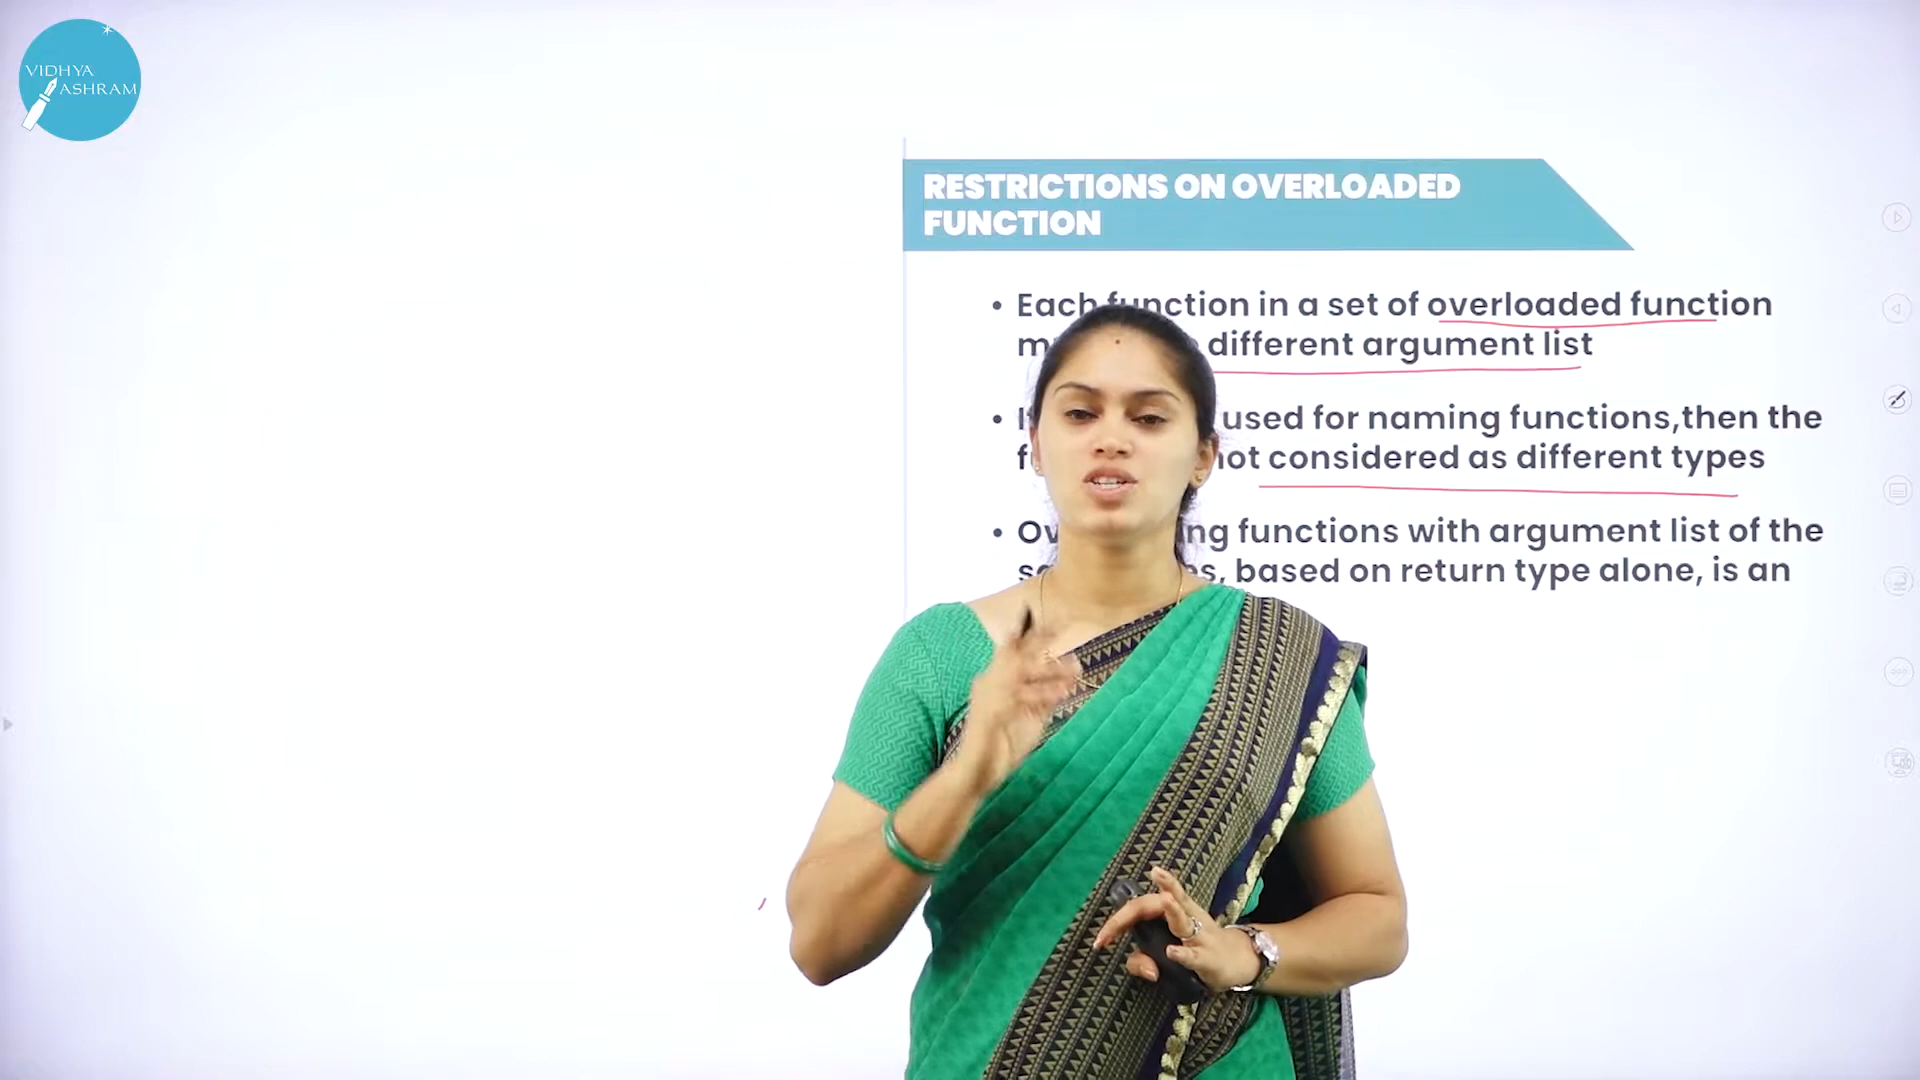 VIDHYA
ASHRAM
RESTRICTIONS ON OVERLOADED
FUNCTION
• Each function in a set of overloaded function
different argument list
• used for naming functions,then the
not considered as different types
• functions with argument list of the
based on return type alone, is an